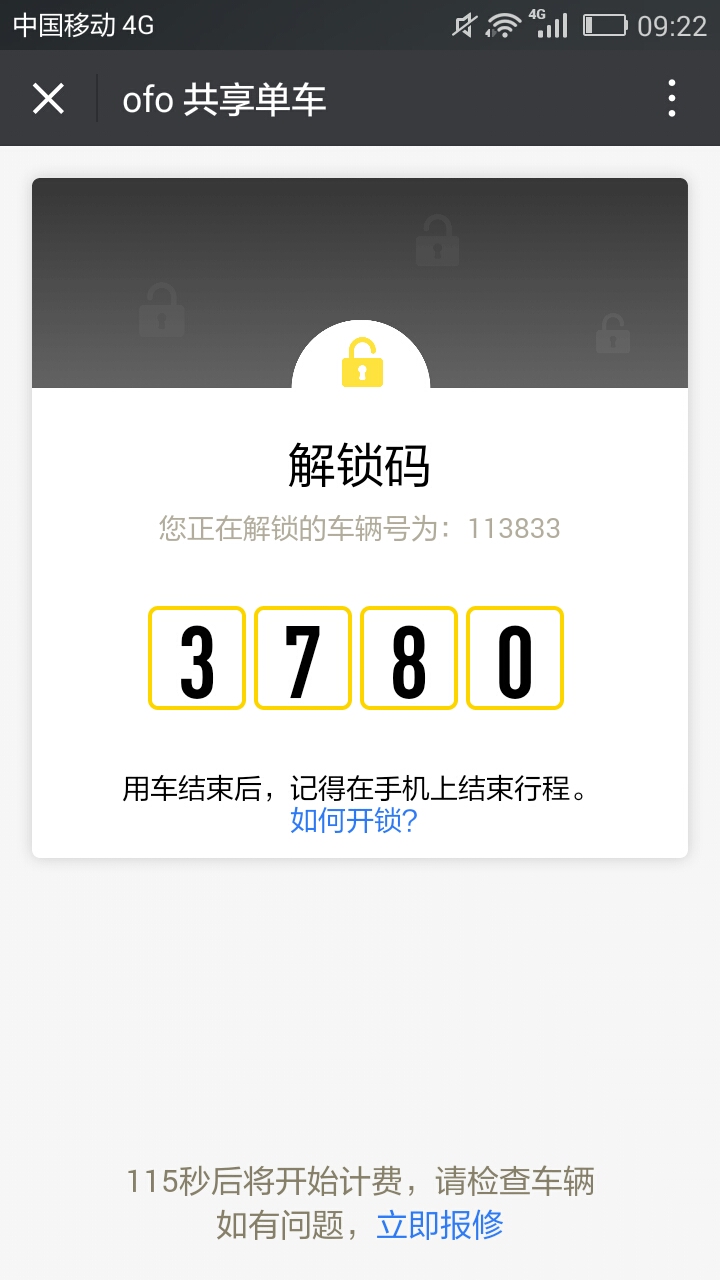 中国移动 4G 4G 09:22
ofo 共享单车
解锁码
您正在解锁的车辆号为：113833
3 7 8 0
用车结束后，记得在手机上结束行程。
如何开锁?
115秒后将开始计费，请检查车辆
如有问题，立即报修